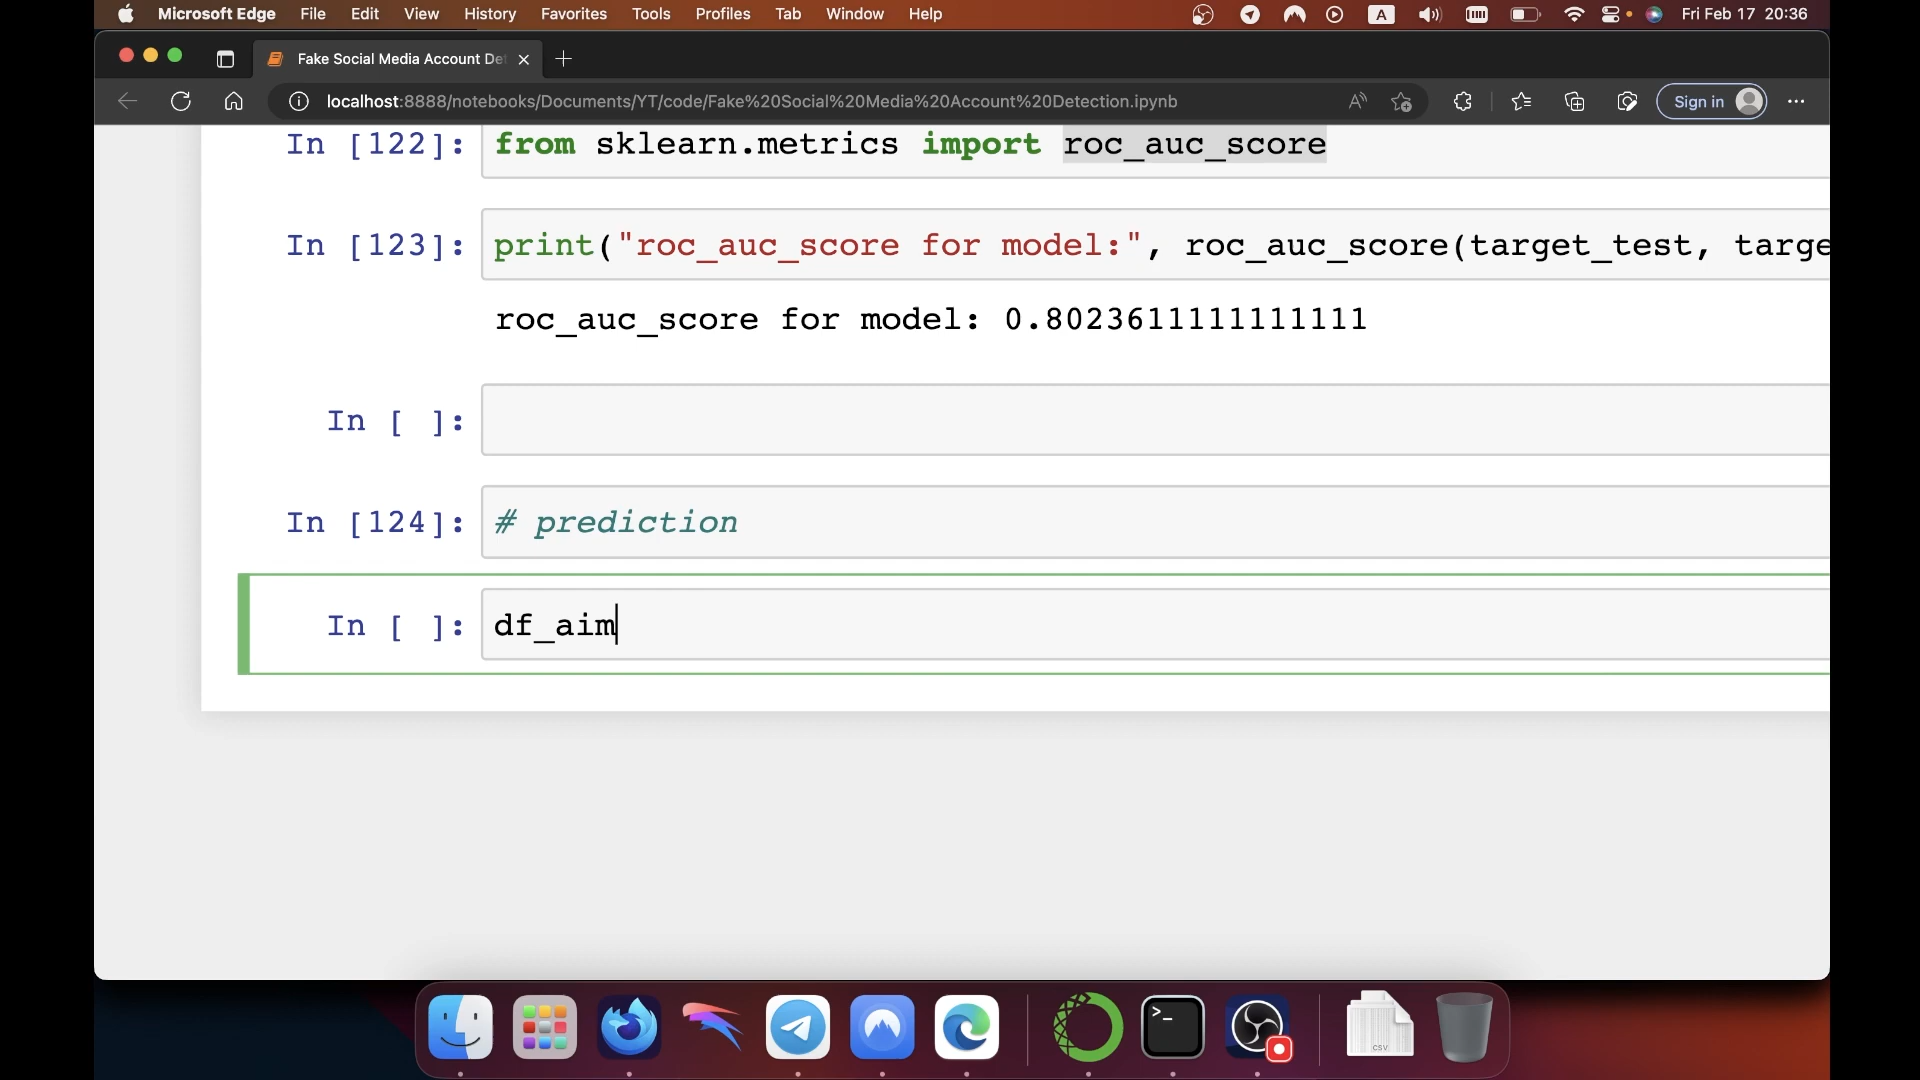 Microsoft Edge File Edit View History Favorites Tools Profiles Tab Window Help A Fri Feb 17 20:36
Fake Social Media Account De
localhost:8888/notebooks/Documents/YT/code/Fake%20Social%20Media%20Account%20Detection.ipynb Sign in
In [122]: from sklearn.metrics import roc_auc_score
In [123]: print("roc_auc_score for model:", roc_auc_score(target_test, targe
roc_auc_score for model: 0.8023611111111111
In [ ]:
In [124]: # prediction
In [ ]: df_aim
>_
CSV